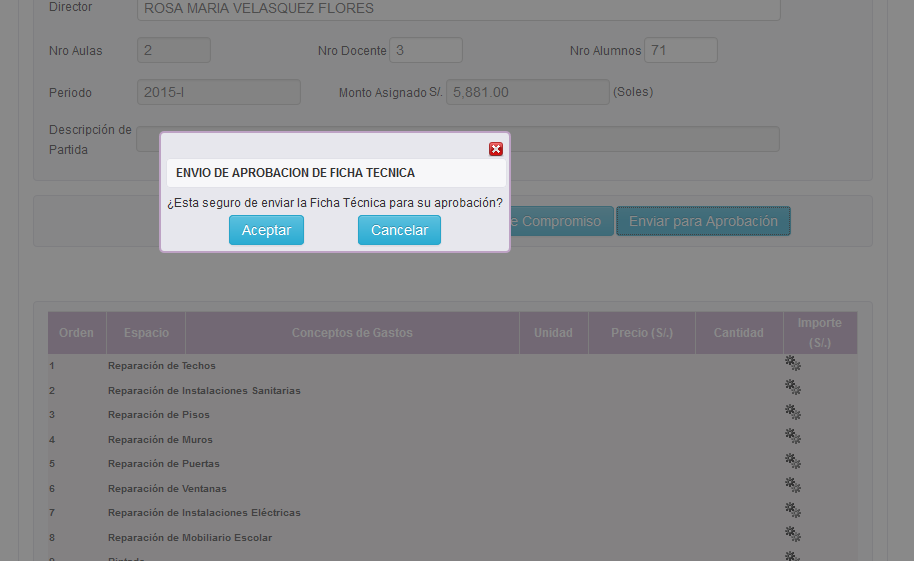 Director ROSA MARIA VELASQUEZ FLORES
Nro Aulas 2 Nro Docente 3 Nro Alumnos 71
Periodo 2015-I Monto Asignado S/. 5,881.00 (Soles)
Descripción de
Partida
ENVIO DE APROBACION DE FICHA TECNICA
¿Esta seguro de enviar la Ficha Técnica para su aprobación?
Aceptar Cancelar
e Compromiso Enviar para Aprobación
Orden Espacio Conceptos de Gastos Unidad Precio (S/.) Cantidad Importe
(S/.)
1 Reparación de Techos
2 Reparación de Instalaciones Sanitarias
3 Reparación de Pisos
4 Reparación de Muros
5 Reparación de Puertas
6 Reparación de Ventanas
7 Reparación de Instalaciones Eléctricas
8 Reparación de Mobiliario Escolar